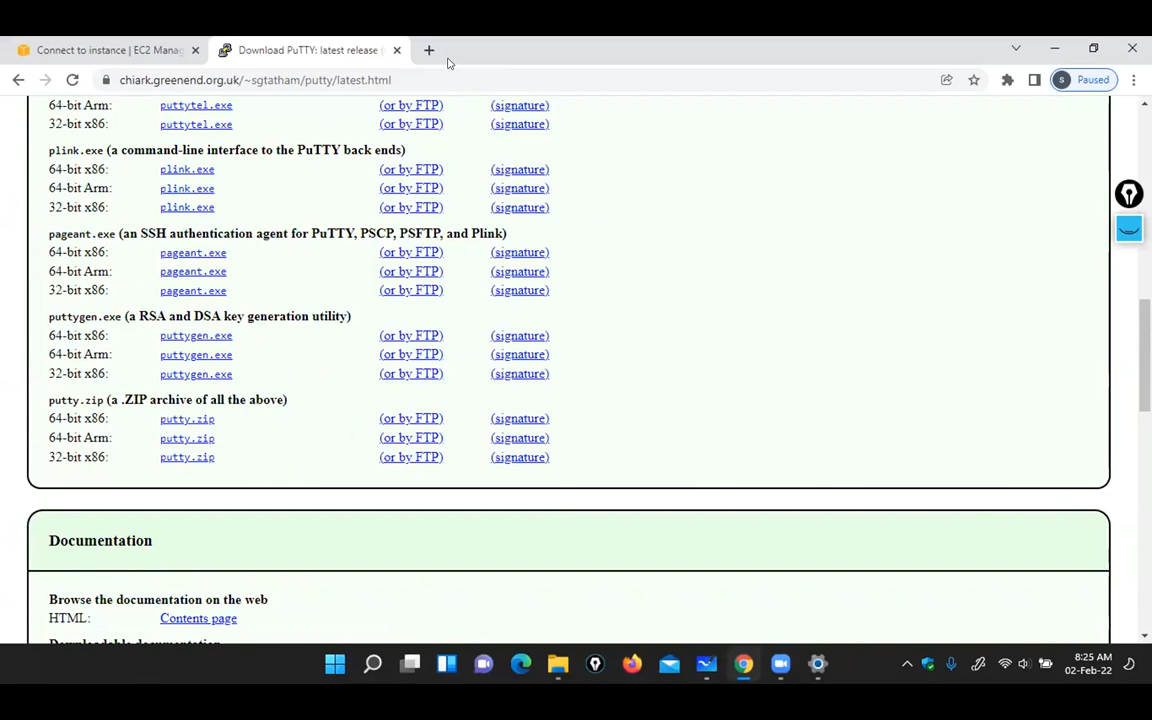 Connect to instance | EC2 Manag
Download PuTTY: latest release (
chiark.greenend.org.uk/~sgtatham/putty/latest.html
S Paused
64-bit Arm: puttytel.exe (or by FTP) (signature)
32-bit x86: puttytel.exe (or by FTP) (signature)
plink.exe (a command-line interface to the PuTTY back ends)
64-bit x86: plink.exe (or by FTP) (signature)
64-bit Arm: plink.exe (or by FTP) (signature)
32-bit x86: plink.exe (or by FTP) (signature)
pageant.exe (an SSH authentication agent for PuTTY, PSCP, PSFTP, and Plink)
64-bit x86: pageant.exe (or by FTP) (signature)
64-bit Arm: pageant.exe (or by FTP) (signature)
32-bit x86: pageant.exe (or by FTP) (signature)
puttygen.exe (a RSA and DSA key generation utility)
64-bit x86: puttygen.exe (or by FTP) (signature)
64-bit Arm: puttygen.exe (or by FTP) (signature)
32-bit x86: puttygen.exe (or by FTP) (signature)
putty.zip (a .ZIP archive of all the above)
64-bit x86: putty.zip (or by FTP) (signature)
64-bit Arm: putty.zip (or by FTP) (signature)
32-bit x86: putty.zip (or by FTP) (signature)
Documentation
Browse the documentation on the web
HTML: Contents page
Downloadable documentation
8:25 AM
02-Feb-22